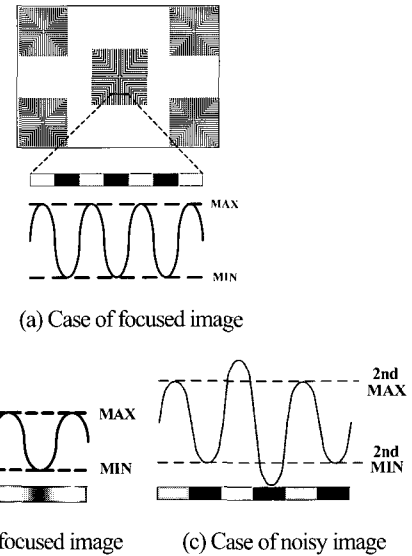 MAX
MIN
(a) Case of focused image
MAX
MIN
2nd
MAX
2nd
MIN
focused image
(c) Case of noisy image